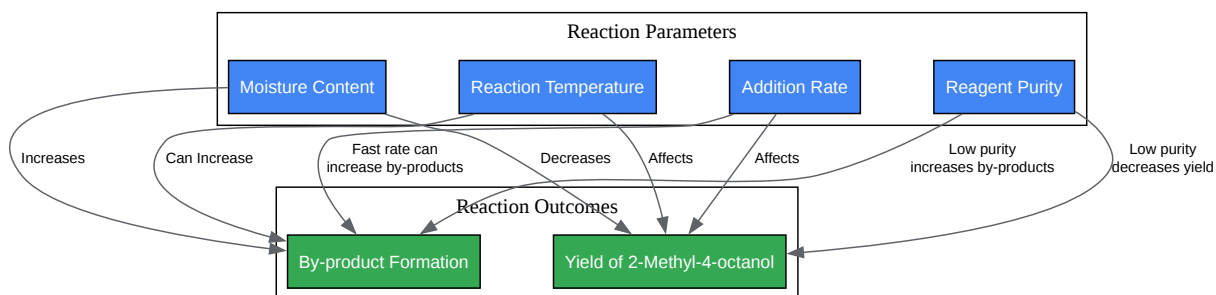 Reaction Parameters
Moisture Content
Reaction Temperature
Addition Rate
Reagent Purity
Increases
Can Increase
Fast rate can
increase by-products
Decreases
Affects
Affects
Low purity
increases by-products
Low purity
decreases yield
Reaction Outcomes
By-product Formation
Yield of 2-Methyl-4-octanol